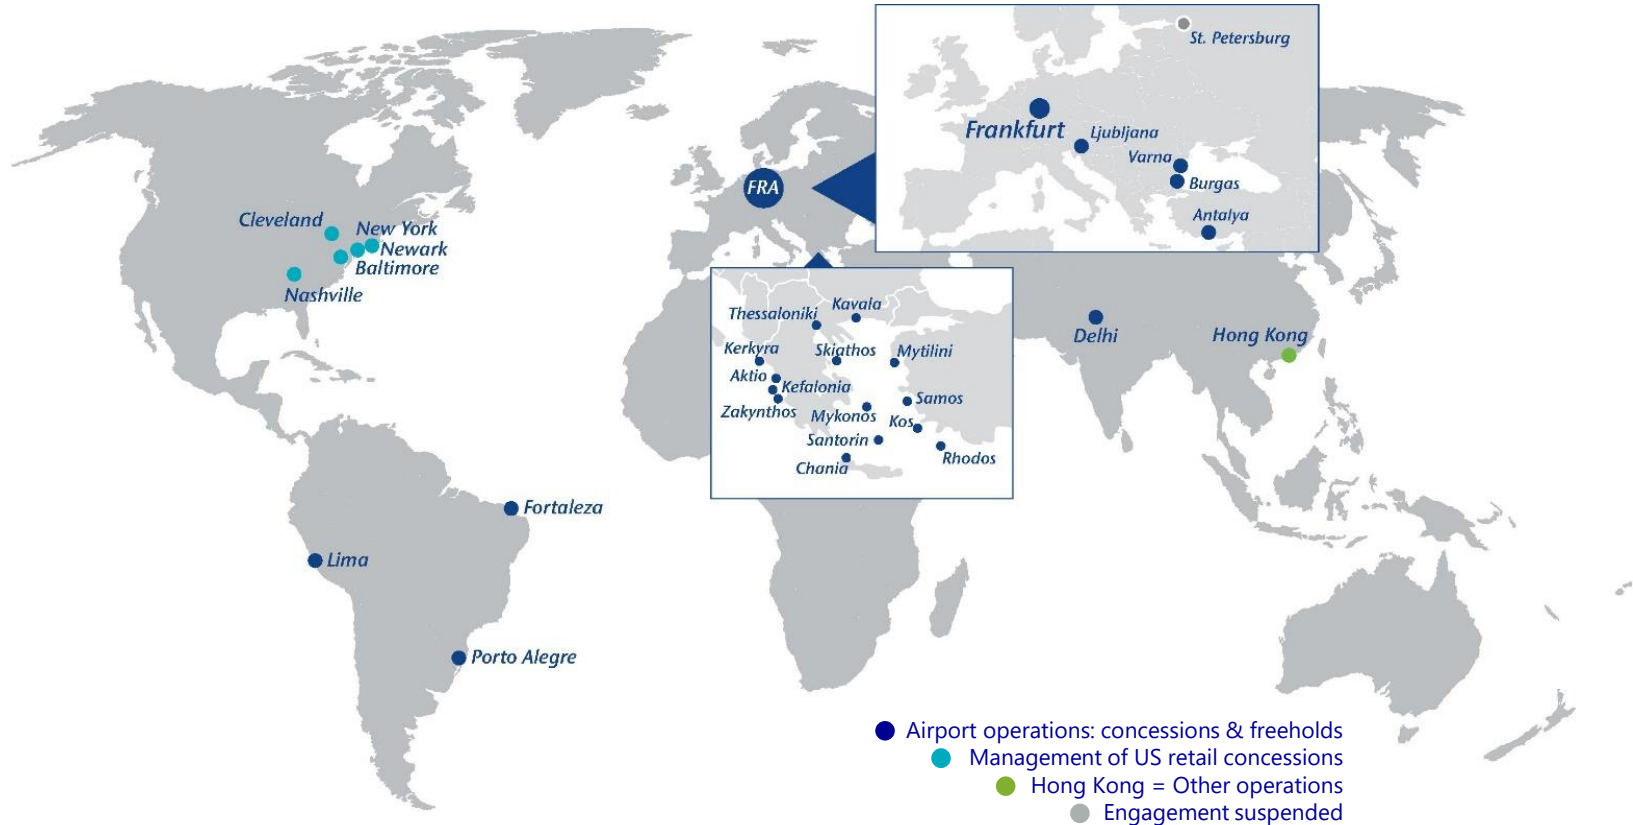 St. Petersburg
Frankfurt
Ljubljana
Varna
Burgas
Antalya
FRA
Cleveland
New York
Newark
Baltimore
Nashville
Kavala
Thessaloniki
Kerkyra
Skiathos
Mytilini
Aktio
Kefalonia
Zakynthos
Mykonos
Samos
Kos
Santorin
Rhodos
Chania
Delhi
Hong Kong
Fortaleza
Lima
Porto Alegre
Airport operations: concessions & freeholds
Management of US retail concessions
Hong Kong = Other operations
Engagement suspended